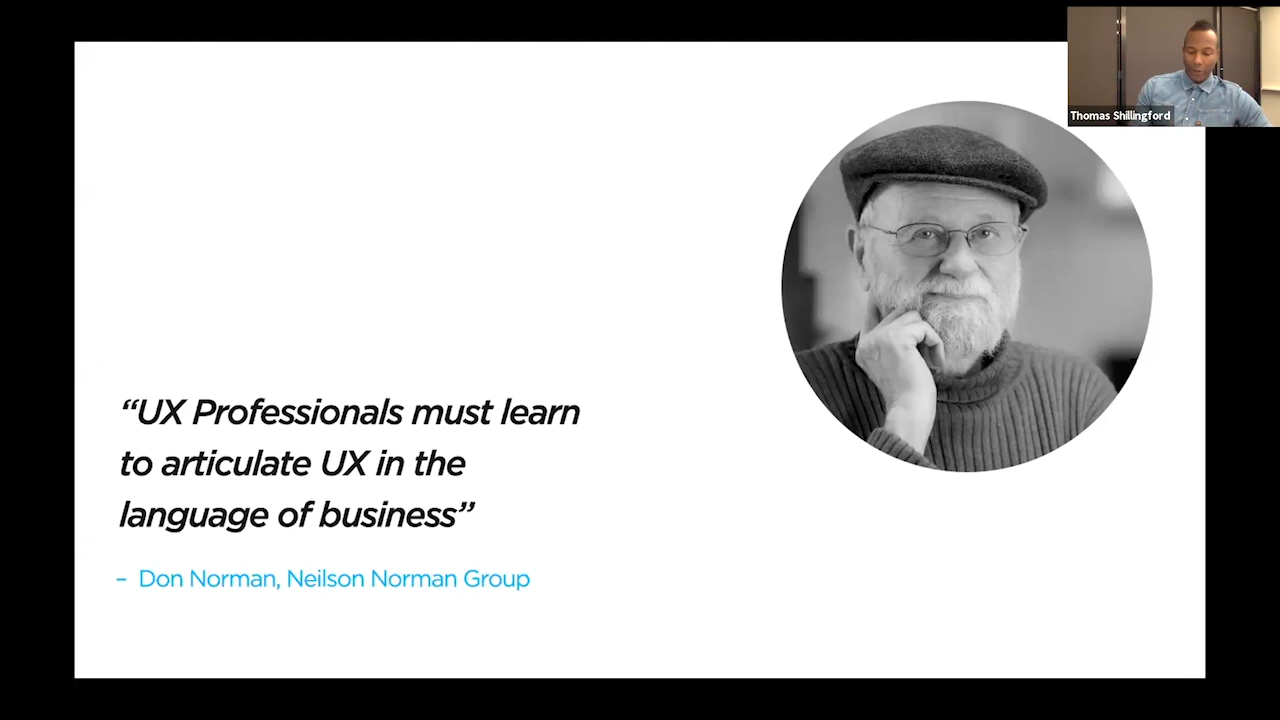 Thomas Shillingford
“UX Professionals must learn
to articulate UX in the
language of business”
– Don Norman, Neilson Norman Group